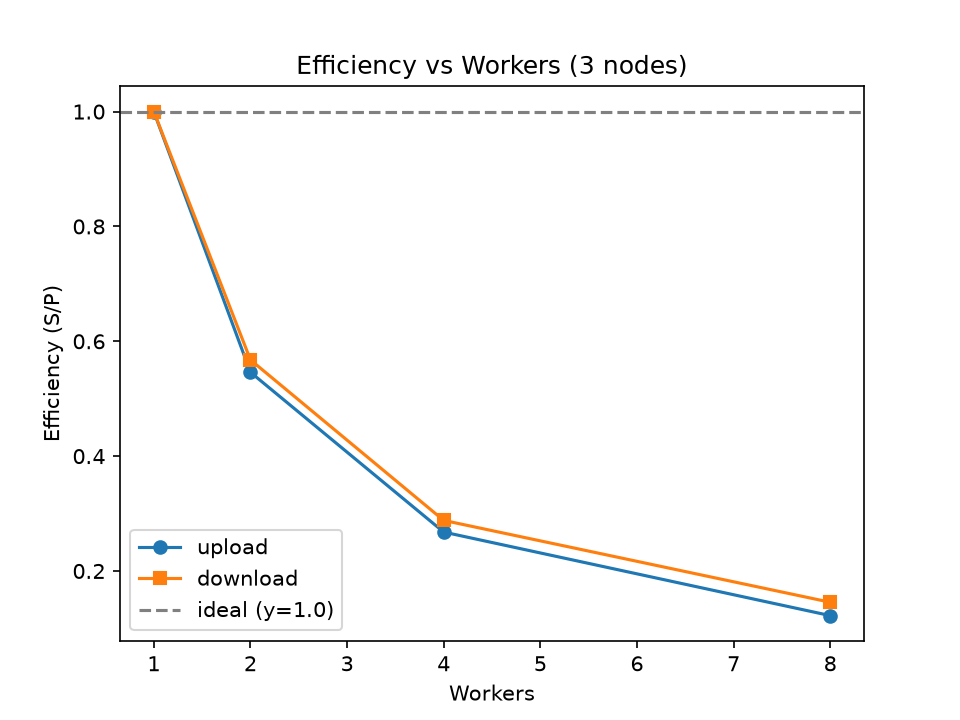 Efficiency vs Workers (3 nodes)
Efficiency (S/P)
1.0
0.8
0.6
0.4
0.2
upload
download
ideal (y=1.0)
1 2 3 4 5 6 7 8
Workers